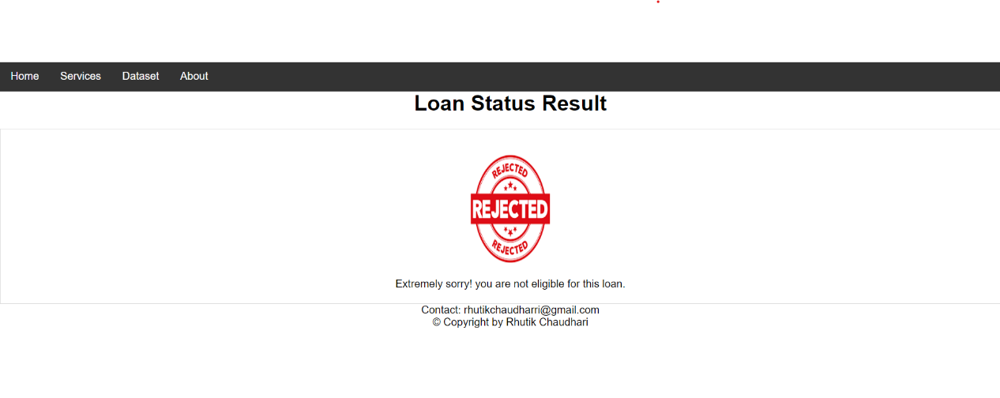 Home Services Dataset About
Loan Status Result
REJECTED
REJECTED
REJECTED
Extremely sorry! you are not eligible for this loan.
Contact: rhutikchaudharri@gmail.com
© Copyright by Rhutik Chaudhari